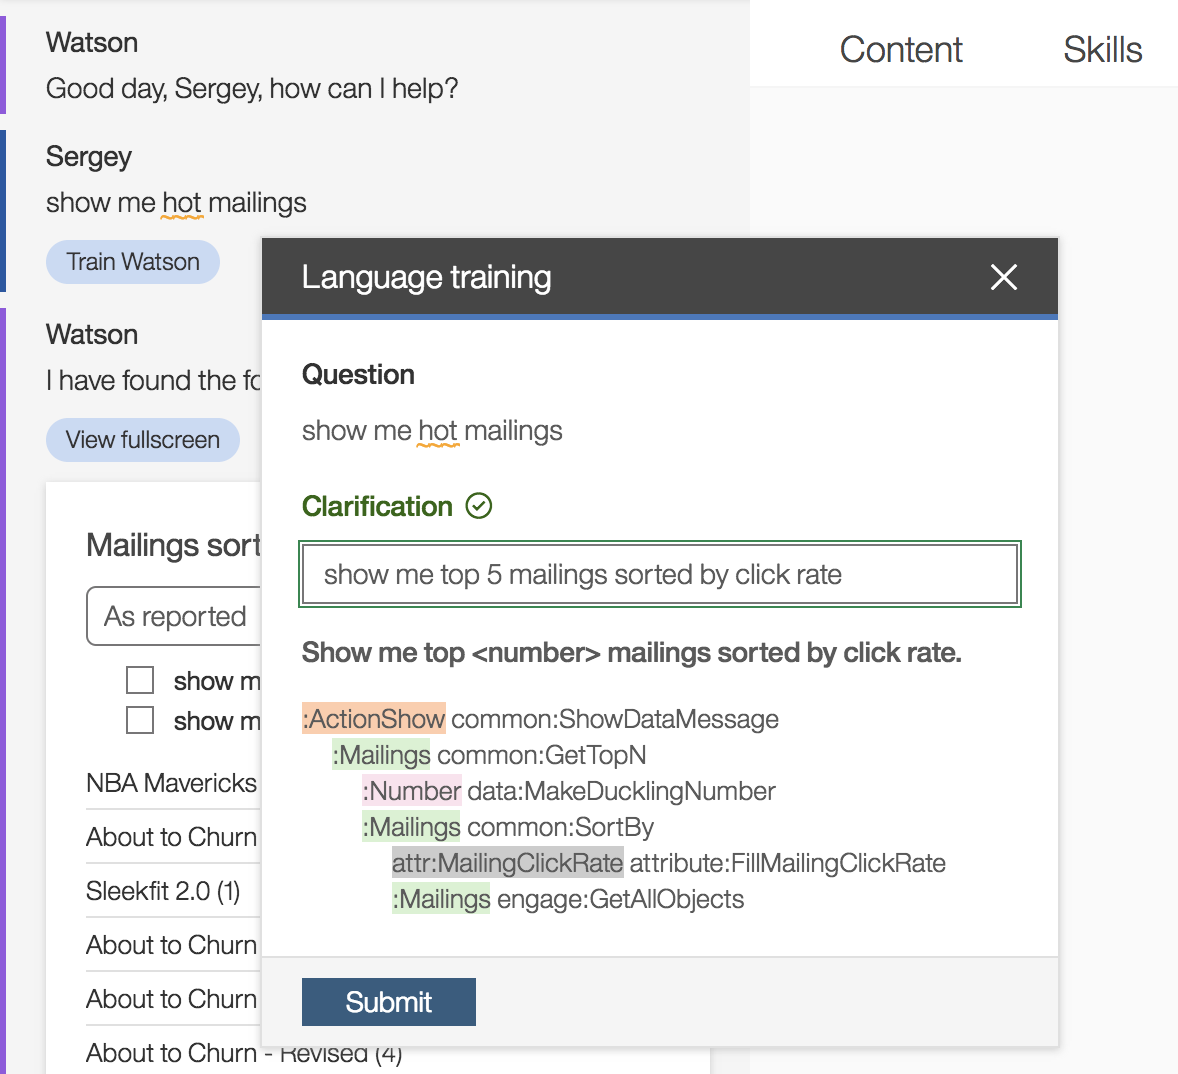 Content Skills
Watson
Good day, Sergey, how can I help?
Sergey
show me hot mailings
Train Watson
Watson
I have found the
View fullscreen
Mailings
As reported
show
show
NBA Mavericks
About to Churn
Sleekfit 2.0 (1)
About to Churn
About to Churn
About to Churn - Revised (4)
Language training
Question
show me hot mailings
Clarification
show me top 5 mailings sorted by click rate
Show me top <number> mailings sorted by click rate.
:ActionShow common:ShowDataMessage
:Mailings common:GetTopN
:Number data:MakeDucklingNumber
:Mailings common:SortBy
attr:MailingClickRate attribute:FillMailingClickRate
:Mailings engage:GetAllObjects
Submit